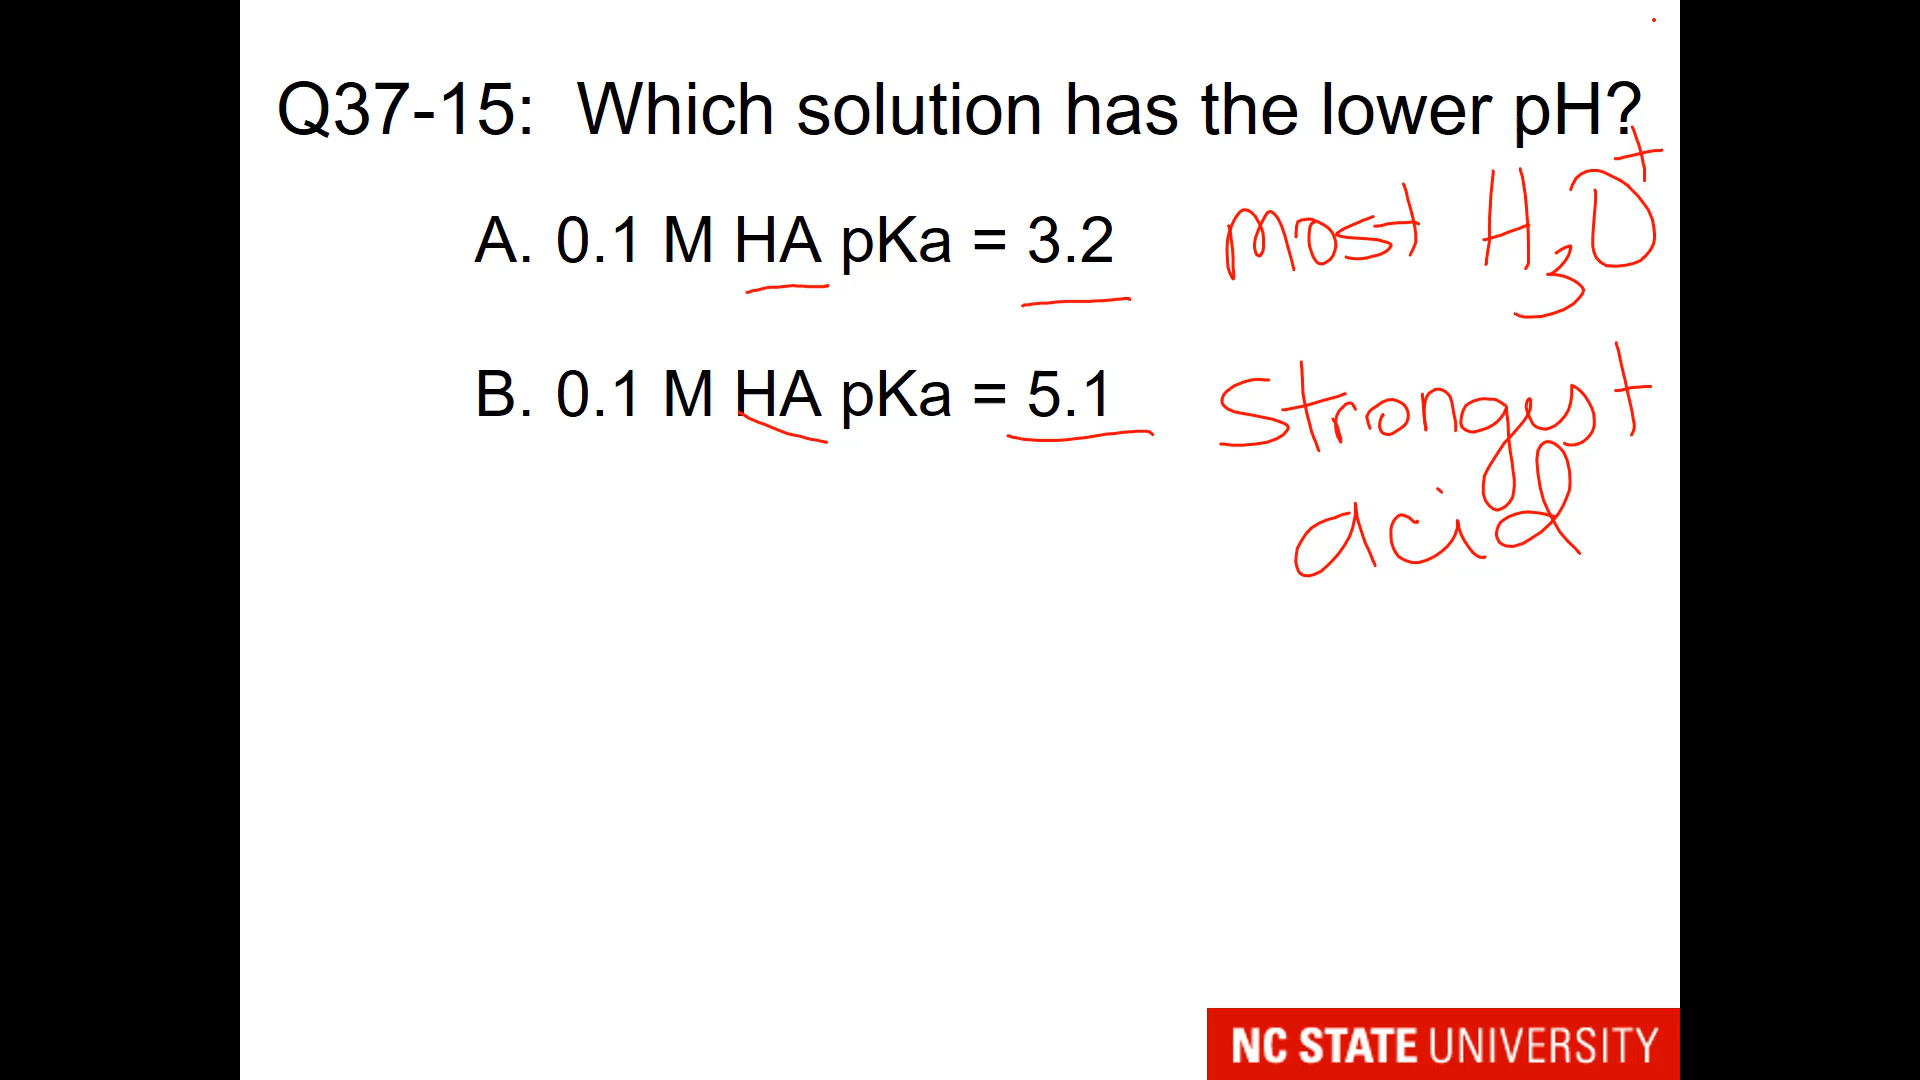 Q37-15: Which solution has the lower pH?
A. 0.1 M HA pKa = 3.2
most H3O+
B. 0.1 M HA pKa = 5.1
Strongest
acid
NC STATE UNIVERSITY